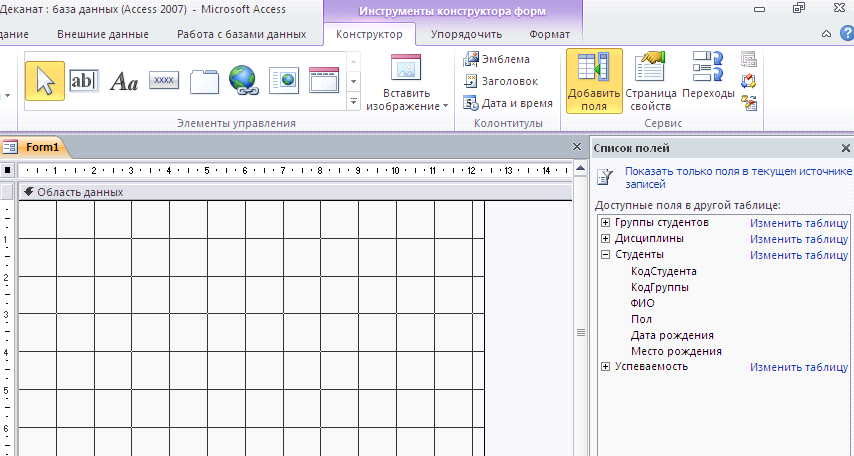 Деканат : база данных (Access 2007) - Microsoft Access
Инструменты конструктора форм
дание Внешние данные Работа с базами данных Конструктор Упорядочить Формат
ab| Aa XXXX
Вставить изображение
Эмблема
Заголовок
Дата и время
Добавить поля
Страница свойств
Переходы
Элементы управления Колонтитулы Сервис
Form1
Список полей
1 2 3 4 5 6 7 8 9 10 11 12 13 14
Область данных
1
2
3
4
5
6
Показать только поля в текущем источнике
записей
Доступные поля в другой таблице:
Группы студентов Изменить таблицу
Дисциплины Изменить таблицу
Студенты Изменить таблицу
КодСтудента
КодГруппы
ФИО
Пол
Дата рождения
Место рождения
Успеваемость Изменить таблицу